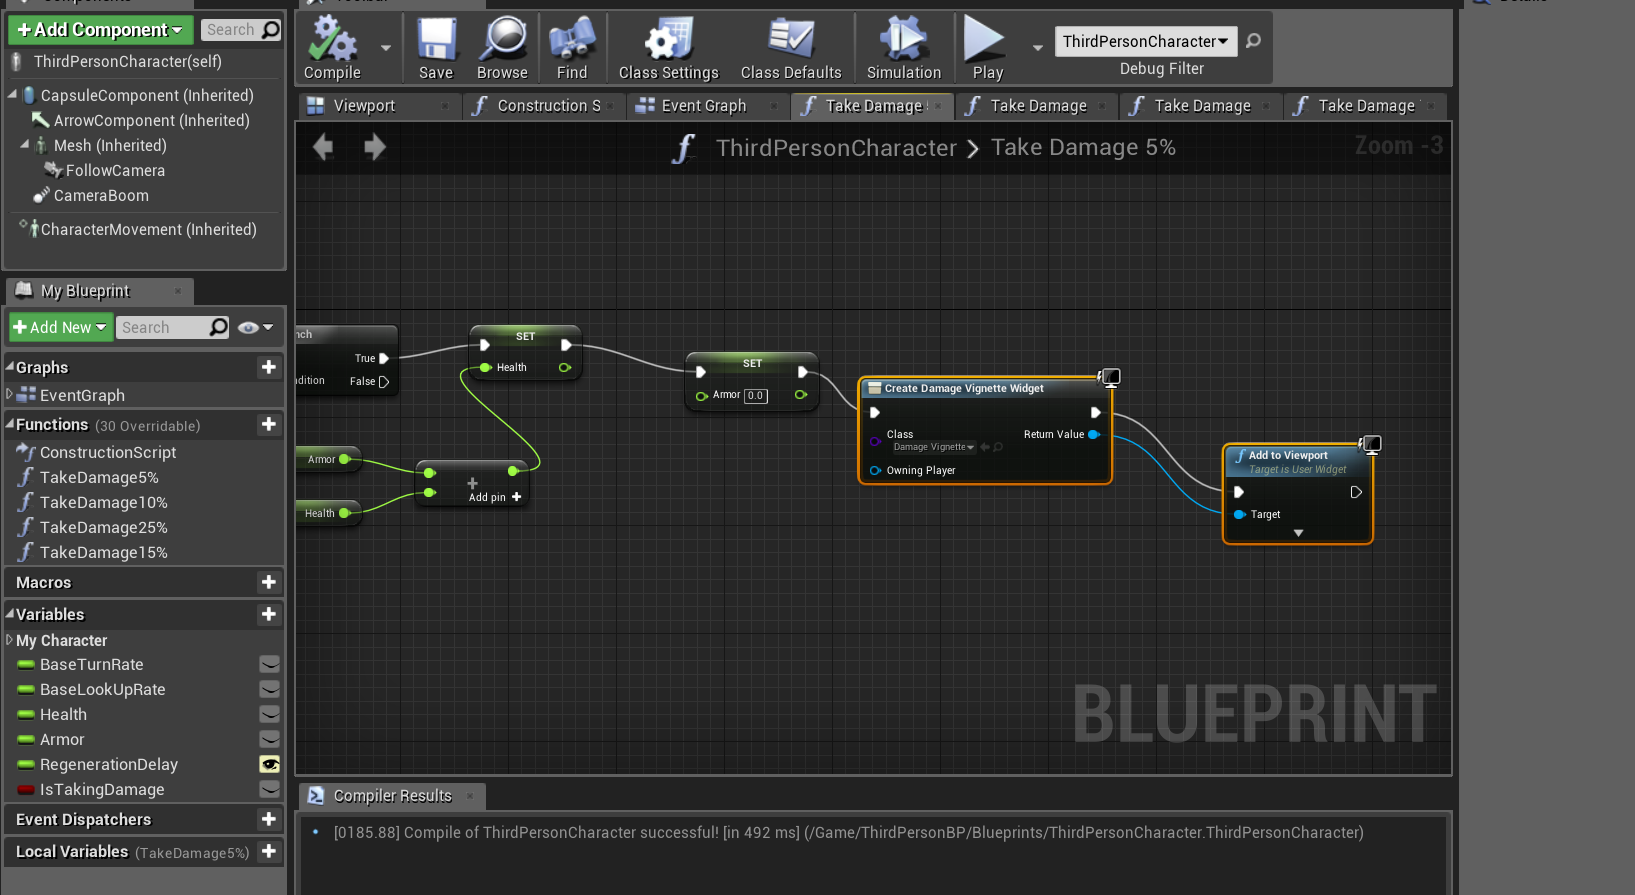 Add Component
Search
ThirdPersonCharacter(self)
CapsuleComponent (Inherited)
ArrowComponent (Inherited)
Mesh (Inherited)
FollowCamera
CameraBoom
CharacterMovement (Inherited)
My Blueprint
Add New
Search
Graphs
EventGraph
Functions (30 Overridable)
ConstructionScript
TakeDamage5%
TakeDamage10%
TakeDamage25%
TakeDamage15%
Macros
Variables
My Character
BaseTurnRate
BaseLookUpRate
Health
Armor
RegenerationDelay
IsTakingDamage
Event Dispatchers
Local Variables (TakeDamage5%)
Compile
Save
Browse
Find
Class Settings
Class Defaults
Simulation
Play
ThirdPersonCharacter
Debug Filter
Viewport
Construction S
Event Graph
Take Damage
Take Damage
Take Damage
Take Damage
ThirdPersonCharacter > Take Damage 5%
Zoom -3
nch
True
dition
False
SET
Health
SET
Armor 0.0
Armor
Health
Add pin
Create Damage Vignette Widget
Class
Damage Vignette
Return Value
Owning Player
Add to Viewport
Target is User Widget
Target
BLUEPRINT
Compiler Results
[0185.88] Compile of ThirdPersonCharacter successful! [in 492 ms] (/Game/ThirdPersonBP/Blueprints/ThirdPersonCharacter.ThirdPersonCharacter)